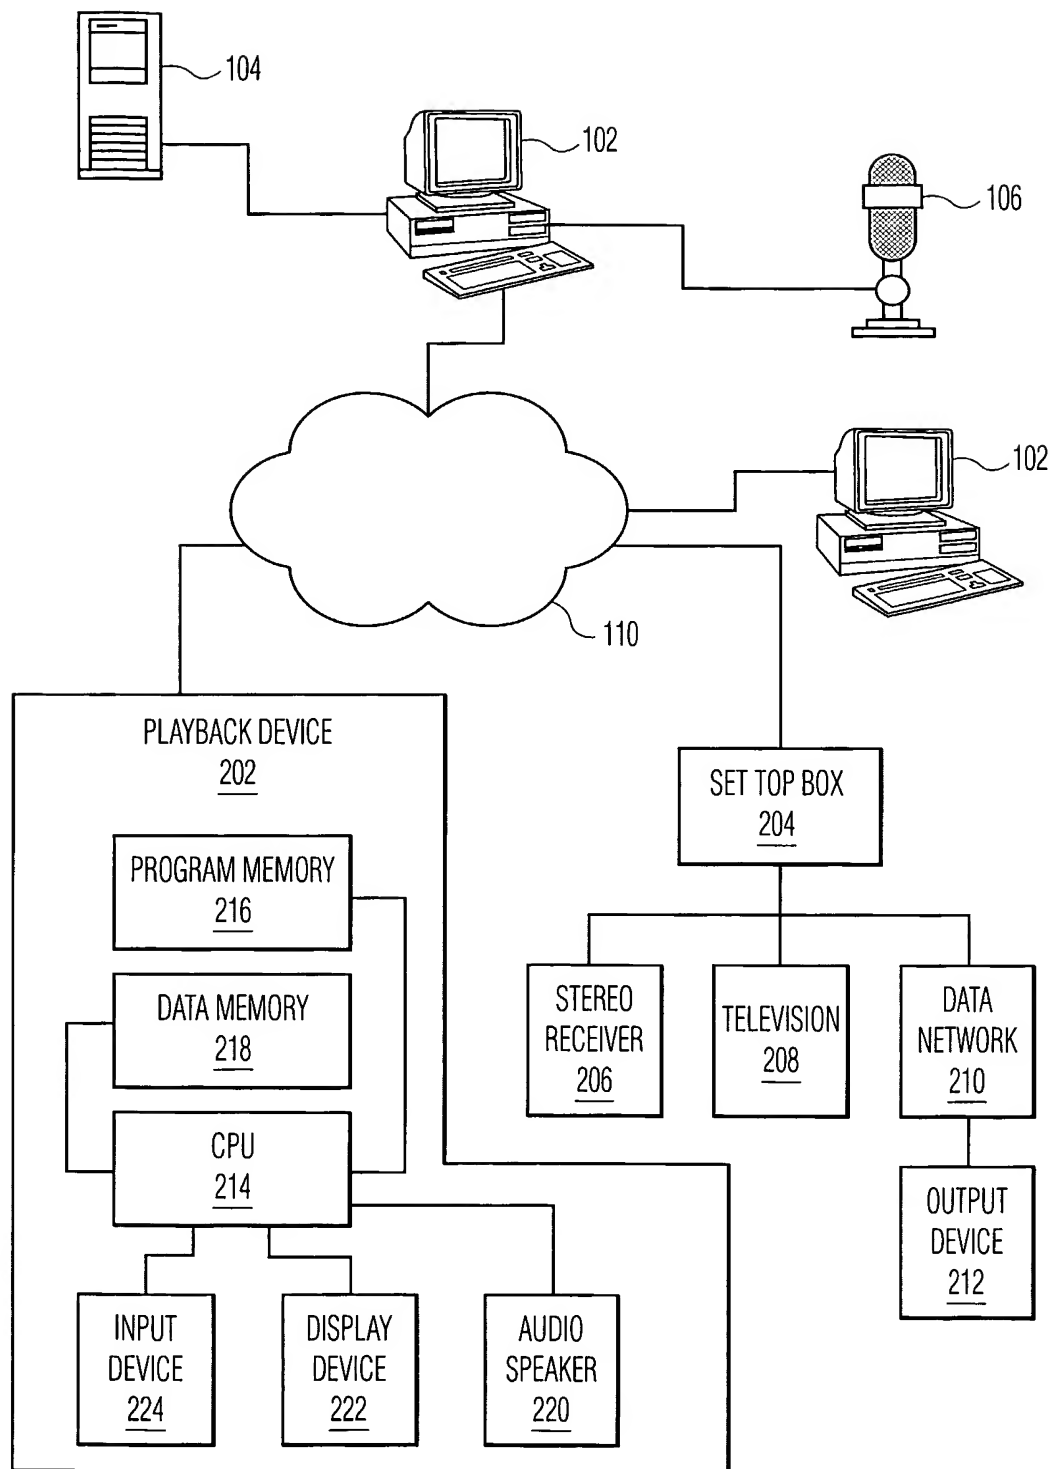 104
102
106
102
110
PLAYBACK DEVICE
202
SET TOP BOX
204
PROGRAM MEMORY
216
DATA MEMORY
218
CPU
214
STEREO
RECEIVER
206
TELEVISION
208
DATA
NETWORK
210
OUTPUT
DEVICE
212
INPUT
DEVICE
224
DISPLAY
DEVICE
222
AUDIO
SPEAKER
220